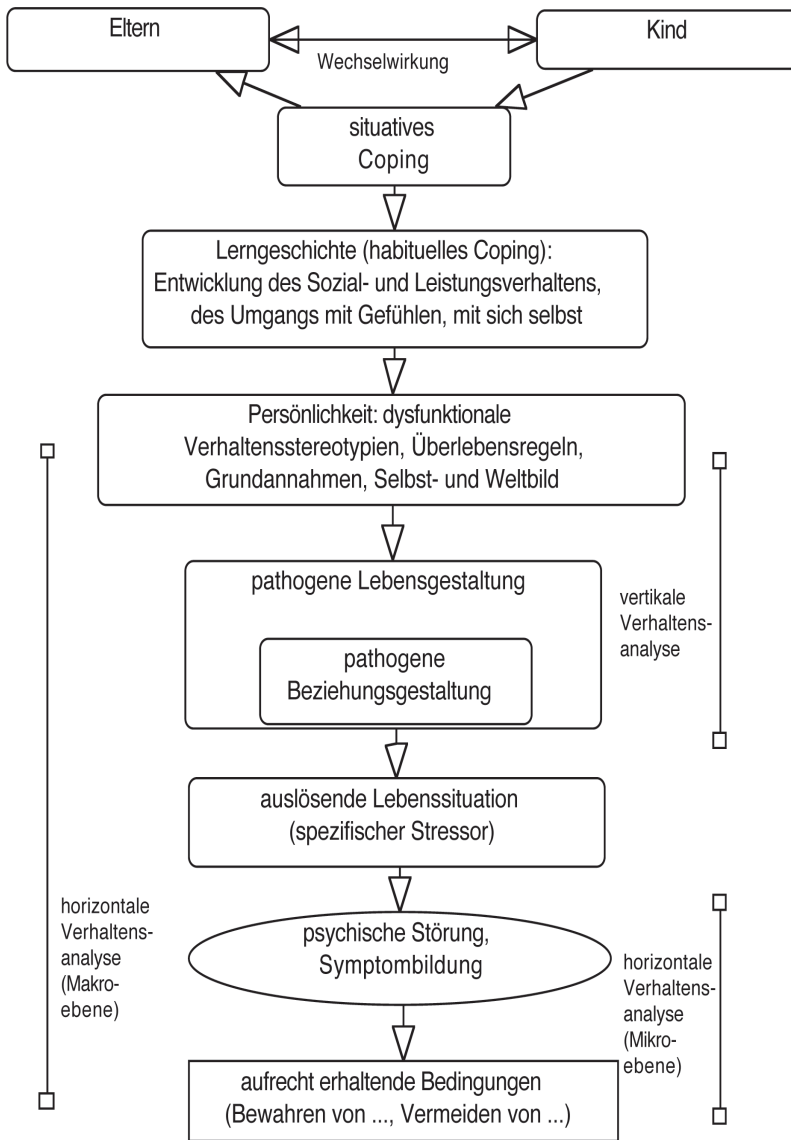 Eltern
Kind
Wechselwirkung
situatives
Coping
Lerngeschichte (habituelles Coping):
Entwicklung des Sozial- und Leistungsverhaltens,
des Umgangs mit Gefühlen, mit sich selbst
Persönlichkeit: dysfunktionale
Verhaltensstereotypien, Überlebensregeln,
Grundannahmen, Selbst- und Weltbild
pathogene Lebensgestaltung
pathogene
Beziehungsgestaltung
vertikale
Verhaltens-
analyse
auslösende Lebenssituation
(spezifischer Stressor)
horizontale
Verhaltens-
analyse
(Makro-
ebene)
psychische Störung,
Symptombildung
horizontale
Verhaltens-
analyse
(Mikro-
ebene)
aufrecht erhaltende Bedingungen
(Bewahren von ..., Vermeiden von ...)